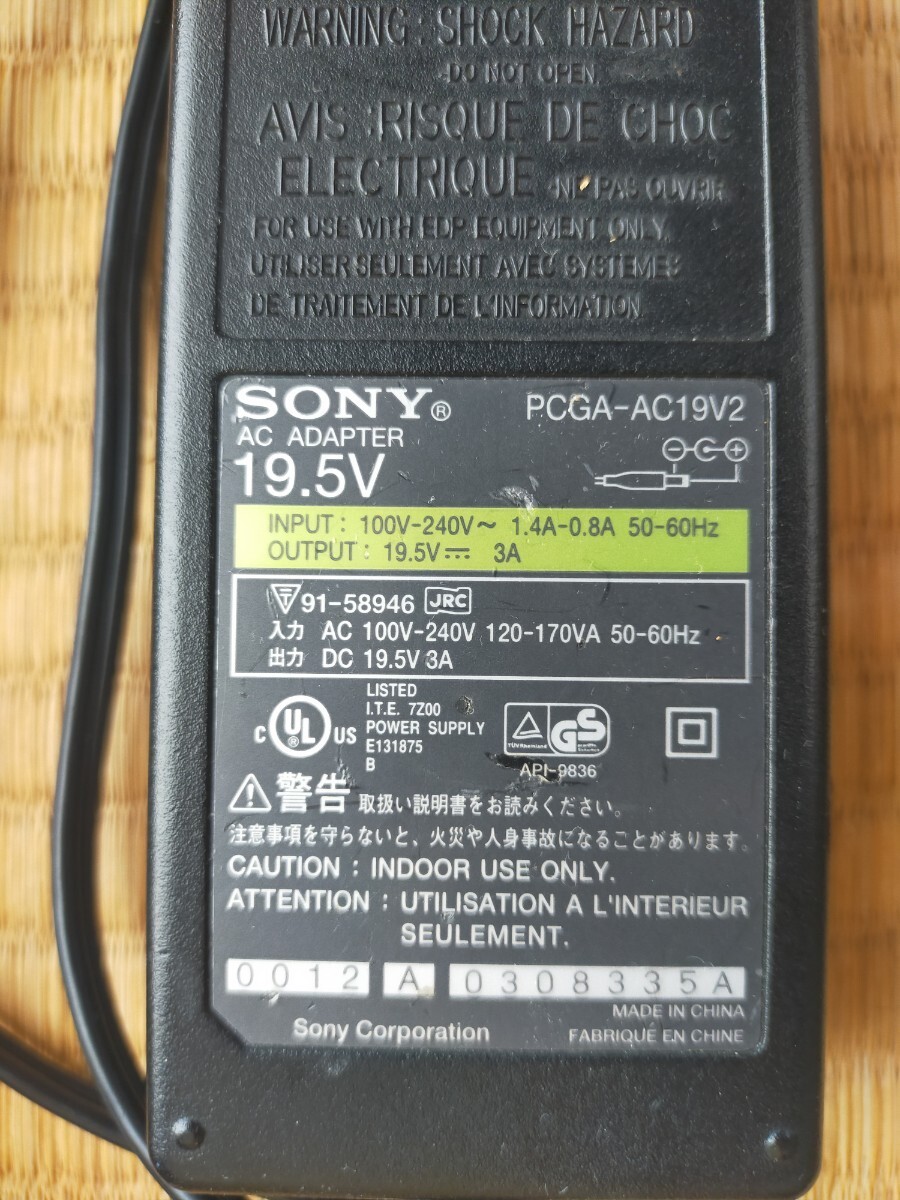 WARNING : SHOCK HAZARD
-DO NOT OPEN.
AVIS : RISQUE DE CHOC
ELECTRIQUE -NE PAS OUVRIR
FOR USE WITH EDP EQUIPMENT ONLY.
UTILISER SEULEMENT AVEC SYSTEMES
DE TRAITEMENT DE L'INFORMATION.
SONY® PCGA-AC19V2
AC ADAPTER
19.5V
INPUT : 100V-240V~ 1.4A-0.8A 50-60Hz
OUTPUT : 19.5V⎓ 3A
T 91-58946 JRC
入力 AC 100V-240V 120-170VA 50-60Hz
出力 DC 19.5V 3A
C UL® US
LISTED
I.T.E. 7Z00
POWER SUPPLY
E131875
B
TÜV Rheinland GS
API-9836
警告 取扱い説明書をお読みください。
注意事項を守らないと、火災や人身事故になることがあります。
CAUTION : INDOOR USE ONLY.
ATTENTION : UTILISATION A L'INTERIEUR
SEULEMENT.
0012 A 0308335A
MADE IN CHINA
Sony Corporation FABRIQUÉ EN CHINE